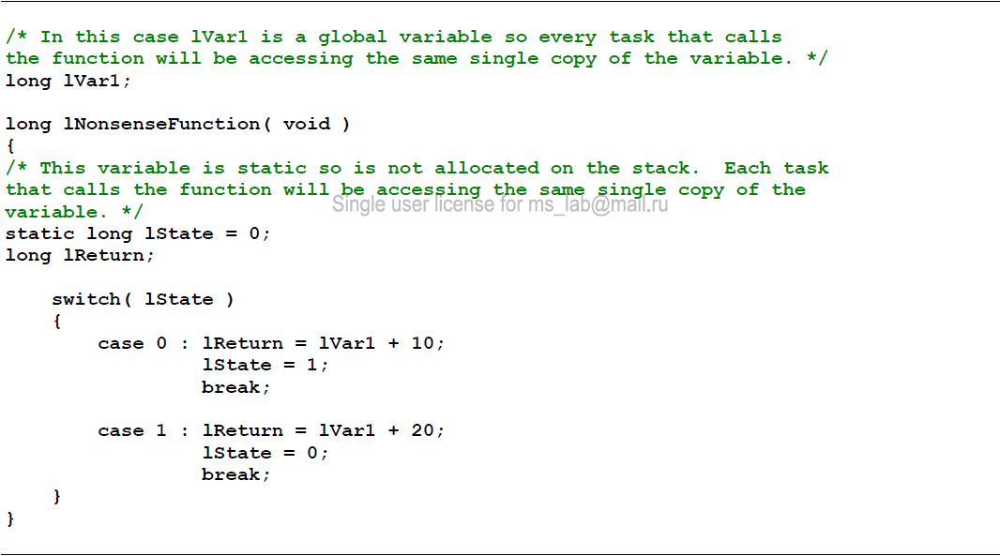 /* In this case lVar1 is a global variable so every task that calls
the function will be accessing the same single copy of the variable. */
long lVar1;
long lNonsenseFunction( void )
{
/* This variable is static so is not allocated on the stack.  Each task
that calls the function will be accessing the same single copy of the
Single user license for ms_lab@mail.ru
variable. */
static long lState = 0;
long lReturn;
    switch( lState )
    {
        case 0 : lReturn = lVar1 + 10;
                 lState = 1;
                 break;
        case 1 : lReturn = lVar1 + 20;
                 lState = 0;
                 break;
    }
}